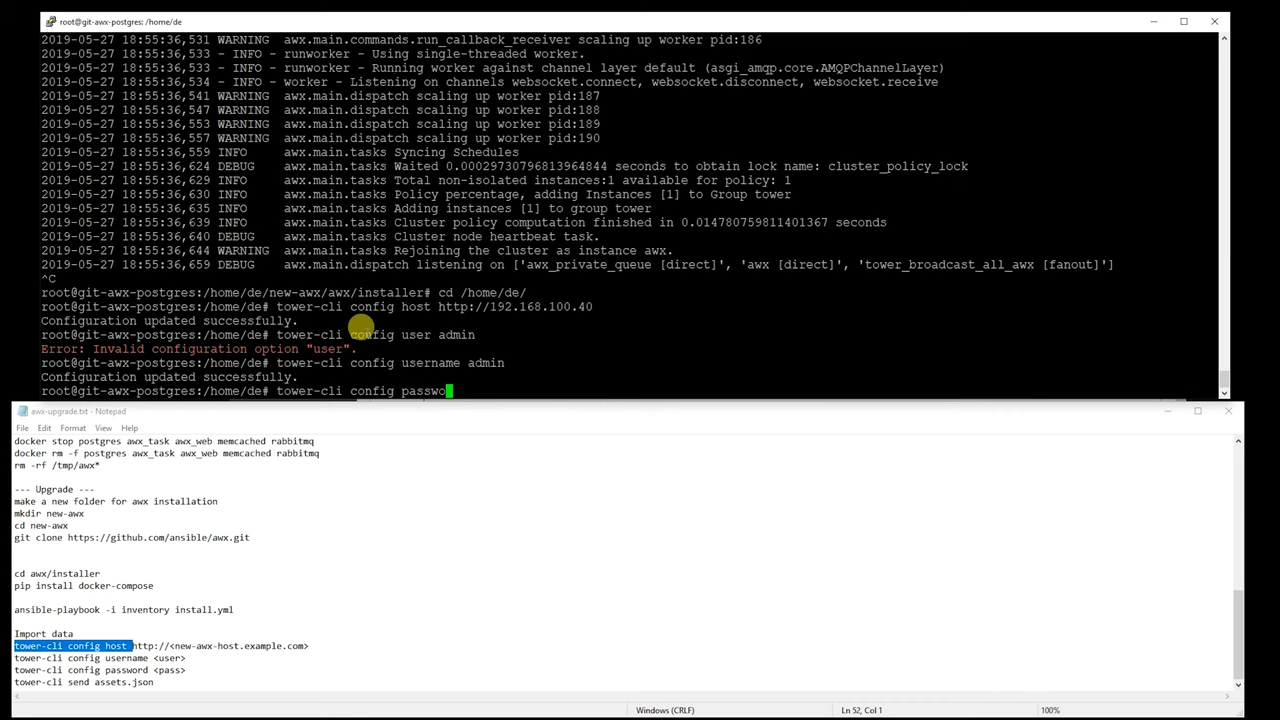 root@git-awx-postgres: /home/de
2019-05-27 18:55:36,531 WARNING  awx.main.commands.run_callback_receiver scaling up worker pid:186
2019-05-27 18:55:36,533 - INFO - runworker - Using single-threaded worker.
2019-05-27 18:55:36,533 - INFO - runworker - Running worker against channel layer default (asgi_amqp.core.AMQPChannelLayer)
2019-05-27 18:55:36,534 - INFO - worker - Listening on channels websocket.connect, websocket.disconnect, websocket.receive
2019-05-27 18:55:36,541 WARNING  awx.main.dispatch scaling up worker pid:187
2019-05-27 18:55:36,547 WARNING  awx.main.dispatch scaling up worker pid:188
2019-05-27 18:55:36,553 WARNING  awx.main.dispatch scaling up worker pid:189
2019-05-27 18:55:36,557 WARNING  awx.main.dispatch scaling up worker pid:190
2019-05-27 18:55:36,559 INFO     awx.main.tasks Syncing Schedules
2019-05-27 18:55:36,624 DEBUG    awx.main.tasks Waited 0.00029730796813964844 seconds to obtain lock name: cluster_policy_lock
2019-05-27 18:55:36,629 INFO     awx.main.tasks Total non-isolated instances:1 available for policy: 1
2019-05-27 18:55:36,630 INFO     awx.main.tasks Policy percentage, adding Instances [1] to Group tower
2019-05-27 18:55:36,635 INFO     awx.main.tasks Adding instances [1] to group tower
2019-05-27 18:55:36,639 INFO     awx.main.tasks Cluster policy computation finished in 0.014780759811401367 seconds
2019-05-27 18:55:36,640 DEBUG    awx.main.tasks Cluster node heartbeat task.
2019-05-27 18:55:36,644 WARNING  awx.main.tasks Rejoining the cluster as instance awx.
2019-05-27 18:55:36,659 DEBUG    awx.main.dispatch listening on ['awx_private_queue [direct]', 'awx [direct]', 'tower_broadcast_all_awx [fanout]']
^C
root@git-awx-postgres:/home/de/new-awx/awx/installer# cd /home/de/
root@git-awx-postgres:/home/de# tower-cli config host http://192.168.100.40
Configuration updated successfully.
root@git-awx-postgres:/home/de# tower-cli config user admin
Error: Invalid configuration option "user".
root@git-awx-postgres:/home/de# tower-cli config username admin
Configuration updated successfully.
root@git-awx-postgres:/home/de# tower-cli config passwo
awx-upgrade.txt - Notepad
File Edit Format View Help
docker stop postgres awx_task awx_web memcached rabbitmq
docker rm -f postgres awx_task awx_web memcached rabbitmq
rm -rf /tmp/awx*
--- Upgrade ---
make a new folder for awx installation
mkdir new-awx
cd new-awx
git clone https://github.com/ansible/awx.git
cd awx/installer
pip install docker-compose
ansible-playbook -i inventory install.yml
Import data
tower-cli config host http://<new-awx-host.example.com>
tower-cli config username <user>
tower-cli config password <pass>
tower-cli send assets.json
Windows (CRLF) Ln 52, Col 1 100%